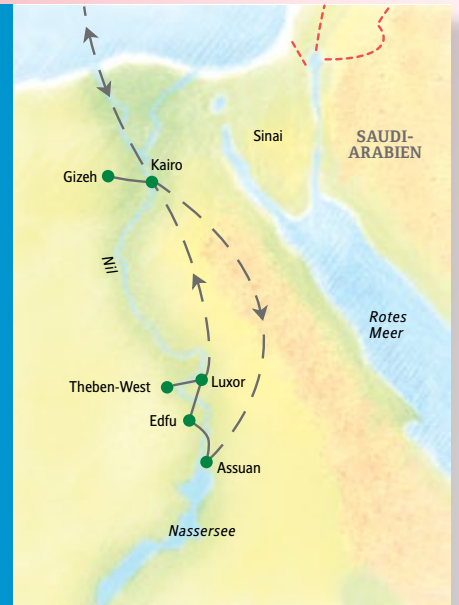 Sinai
SAUDI-
ARABIEN
Kairo
Gizeh
Nil
Rotes
Meer
Theben-West
Luxor
Edfu
Assuan
Nassersee